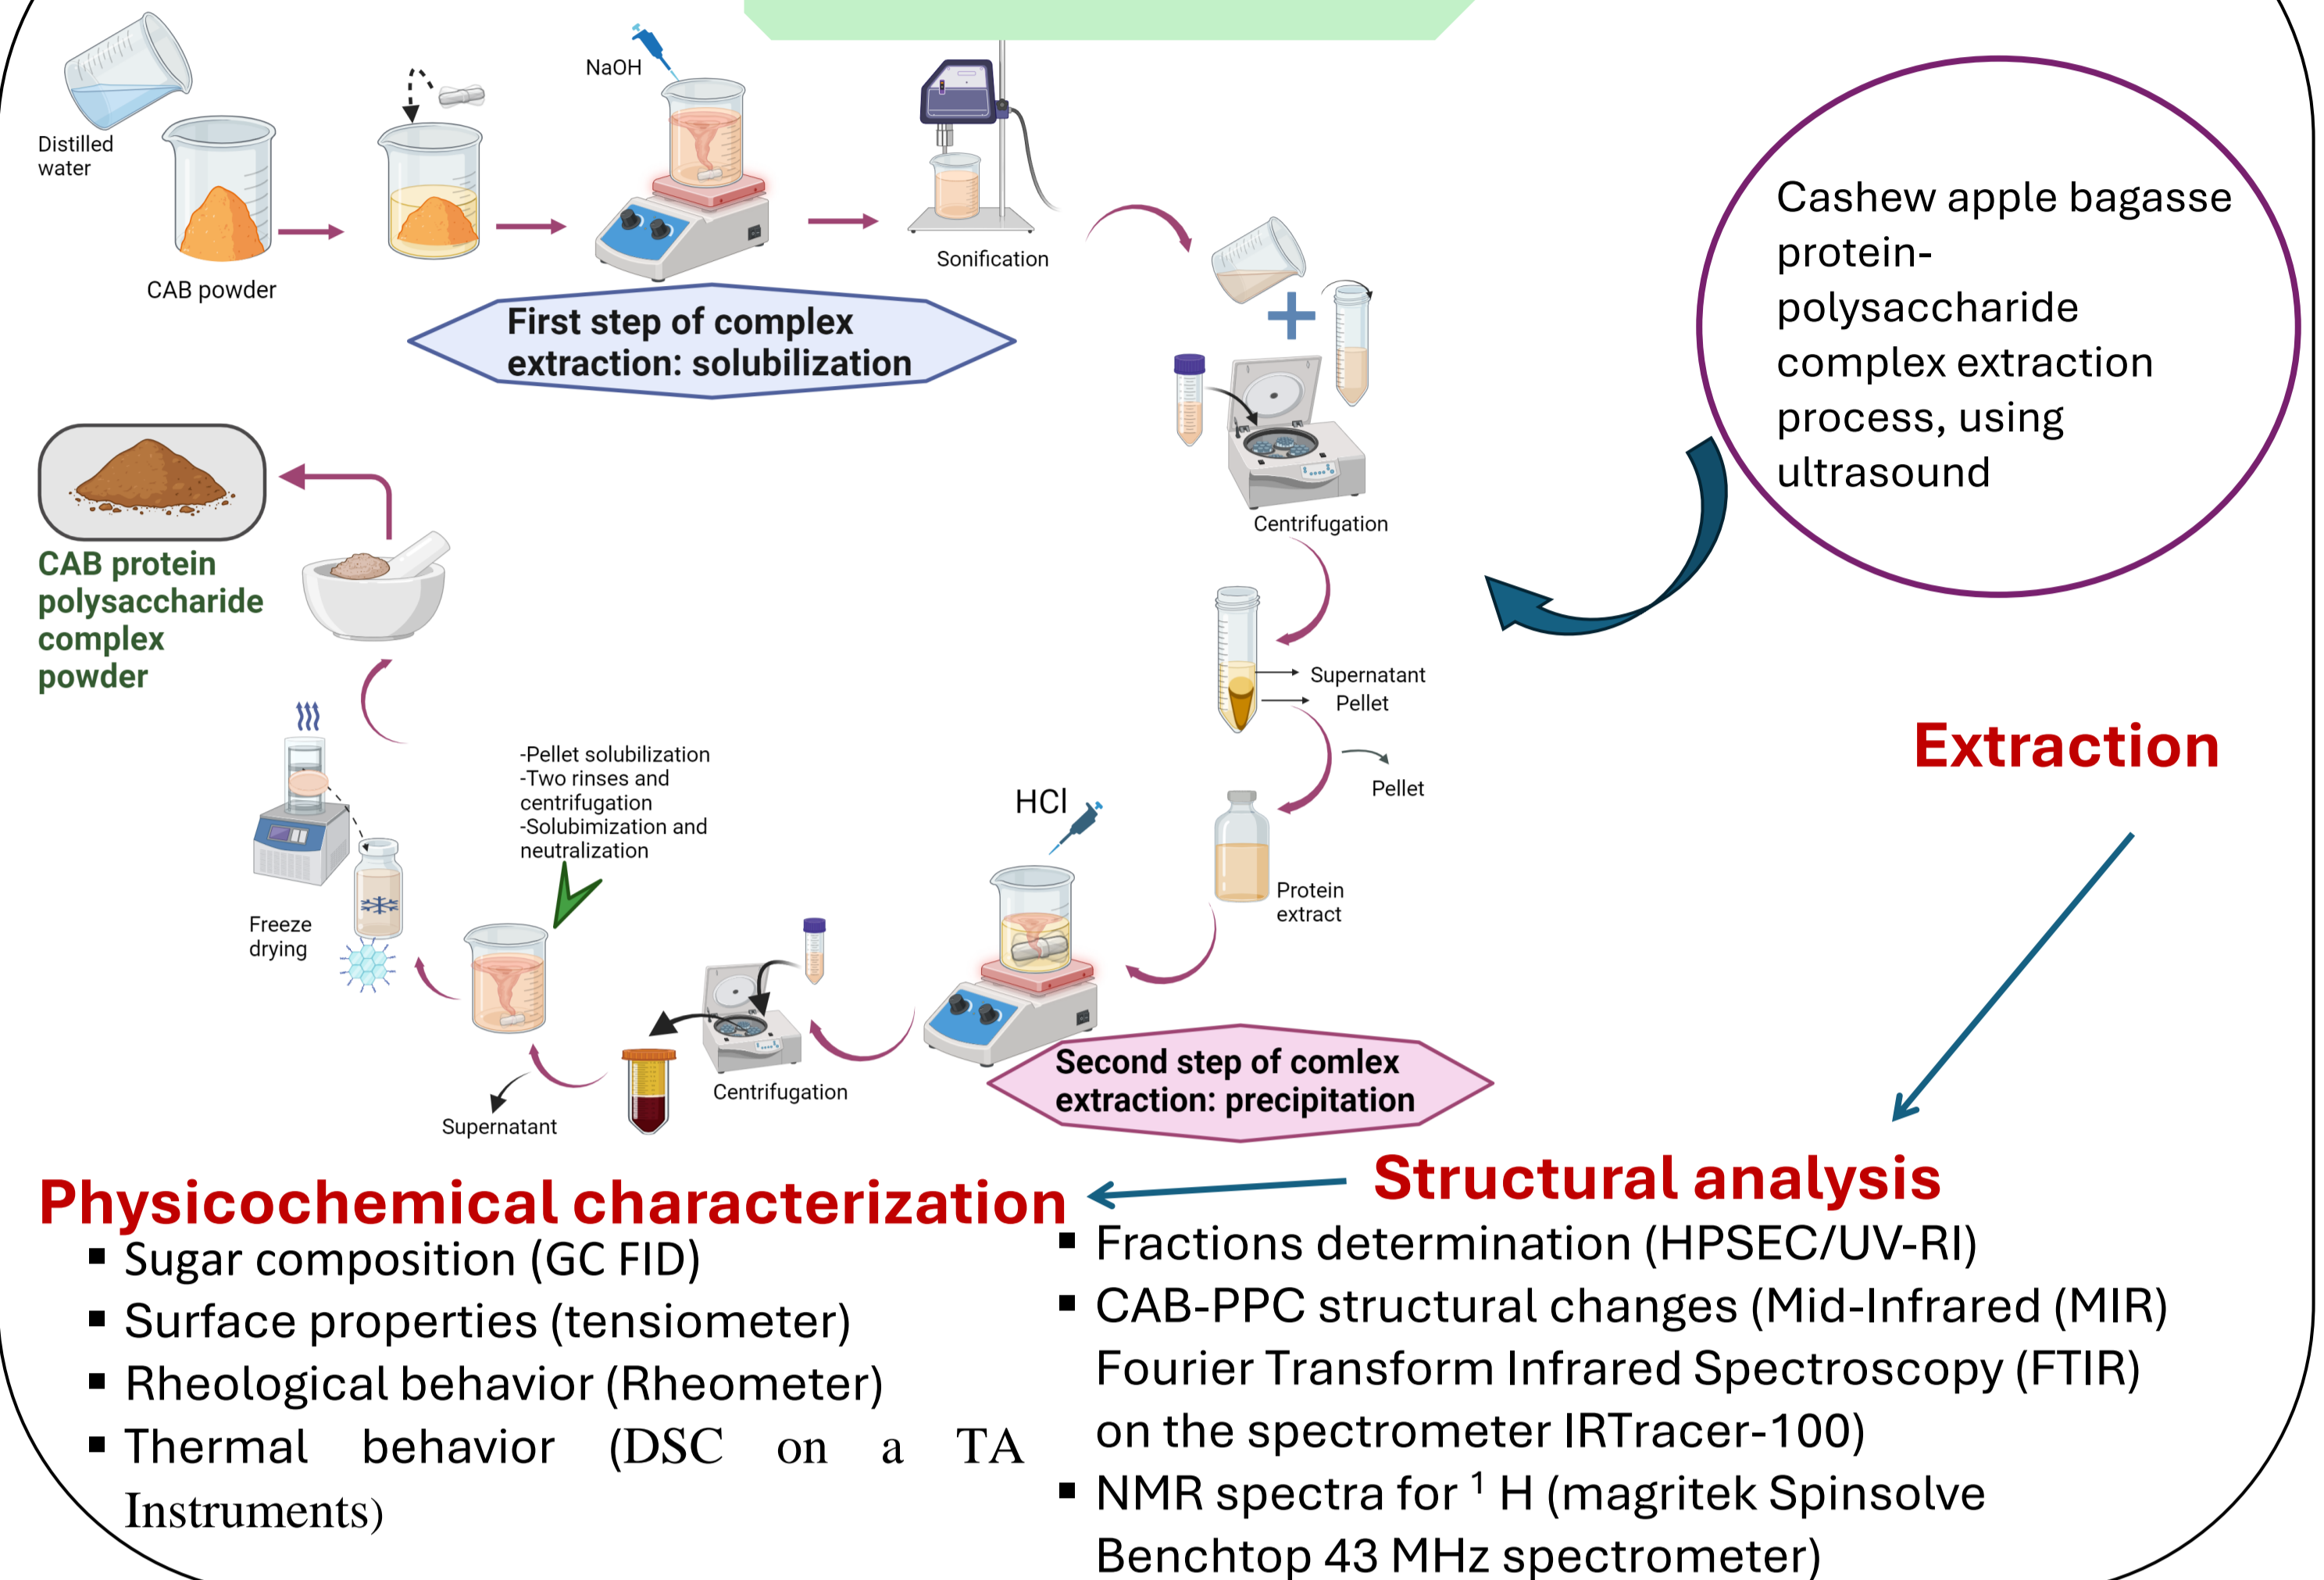 Distilled
water
CAB powder
NaOH
Sonification
First step of complex
extraction: solubilization
Cashew apple bagasse
protein-
polysaccharide
complex extraction
process, using
ultrasound
Centrifugation
Supernatant
Pellet
Pellet
Protein
extract
HCl
Second step of comlex
extraction: precipitation
Centrifugation
Supernatant
-Pellet solubilization
-Two rinses and
centrifugation
-Solubimization and
neutralization
Freeze
drying
CAB protein
polysaccharide
complex
powder
Extraction
Structural analysis
▪ Fractions determination (HPSEC/UV-RI)
▪ CAB-PPC structural changes (Mid-Infrared (MIR)
Fourier Transform Infrared Spectroscopy (FTIR)
on the spectrometer IRTracer-100)
▪ NMR spectra for ¹ H (magritek Spinsolve
Benchtop 43 MHz spectrometer)
Physicochemical characterization
▪ Sugar composition (GC FID)
▪ Surface properties (tensiometer)
▪ Rheological behavior (Rheometer)
▪ Thermal behavior (DSC on a TA
Instruments)